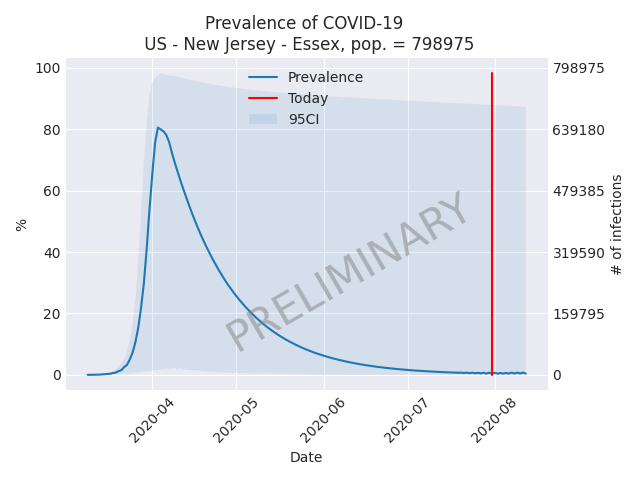 Prevalence of COVID-19
US - New Jersey - Essex, pop. = 798975
Prevalence
Today
95CI
100
80
60
40
20
0
%
798975
639180
479385
319590
159795
0
# of infections
PRELIMINARY
2020-04
2020-05
2020-06
2020-07
2020-08
Date